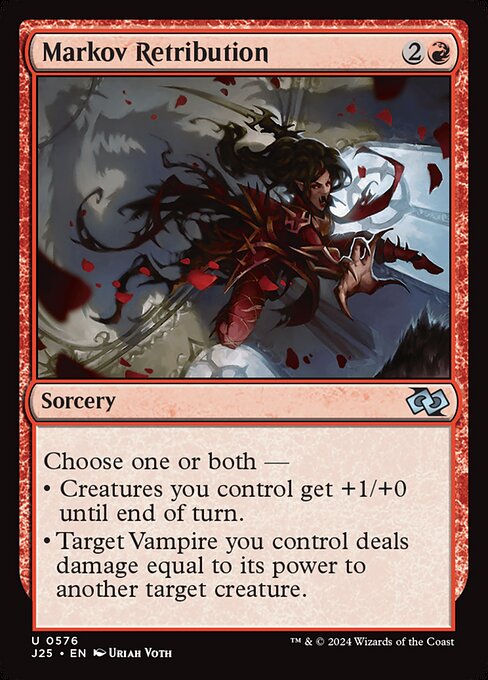 Markov Retribution 2
Sorcery
Choose one or both —
• Creatures you control get +1/+0
until end of turn.
• Target Vampire you control deals
damage equal to its power to
another target creature.
U 0576
J25 • EN Uriah Voth
™ & © 2024 Wizards of the Coast